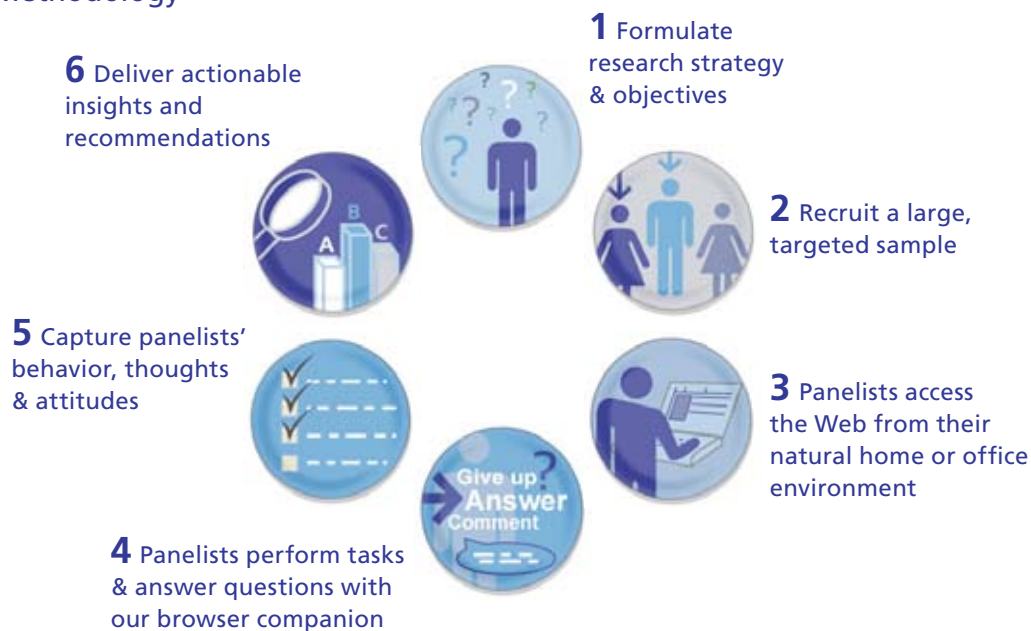 methodology
1 Formulate
research strategy
& objectives
2 Recruit a large,
targeted sample
3 Panelists access
the Web from their
natural home or office
environment
4 Panelists perform tasks
& answer questions with
our browser companion
5 Capture panelists’
behavior, thoughts
& attitudes
6 Deliver actionable
insights and
recommendations
? ? ? ? ? ? ? ?
Give up ?
Answer
Comment
A B C